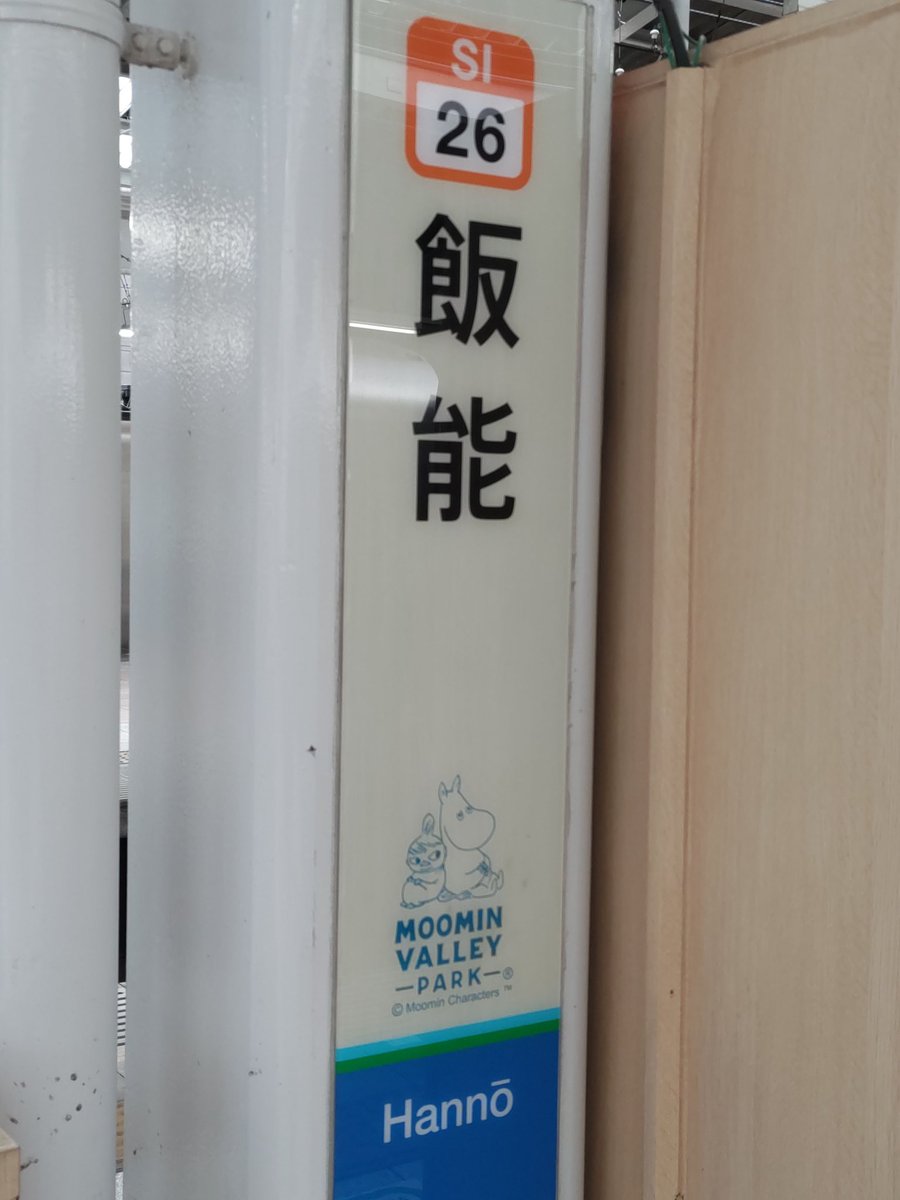 SI
26
飯能
MOOMIN
VALLEY
—PARK—®
© Moomin Characters ™
Hannō